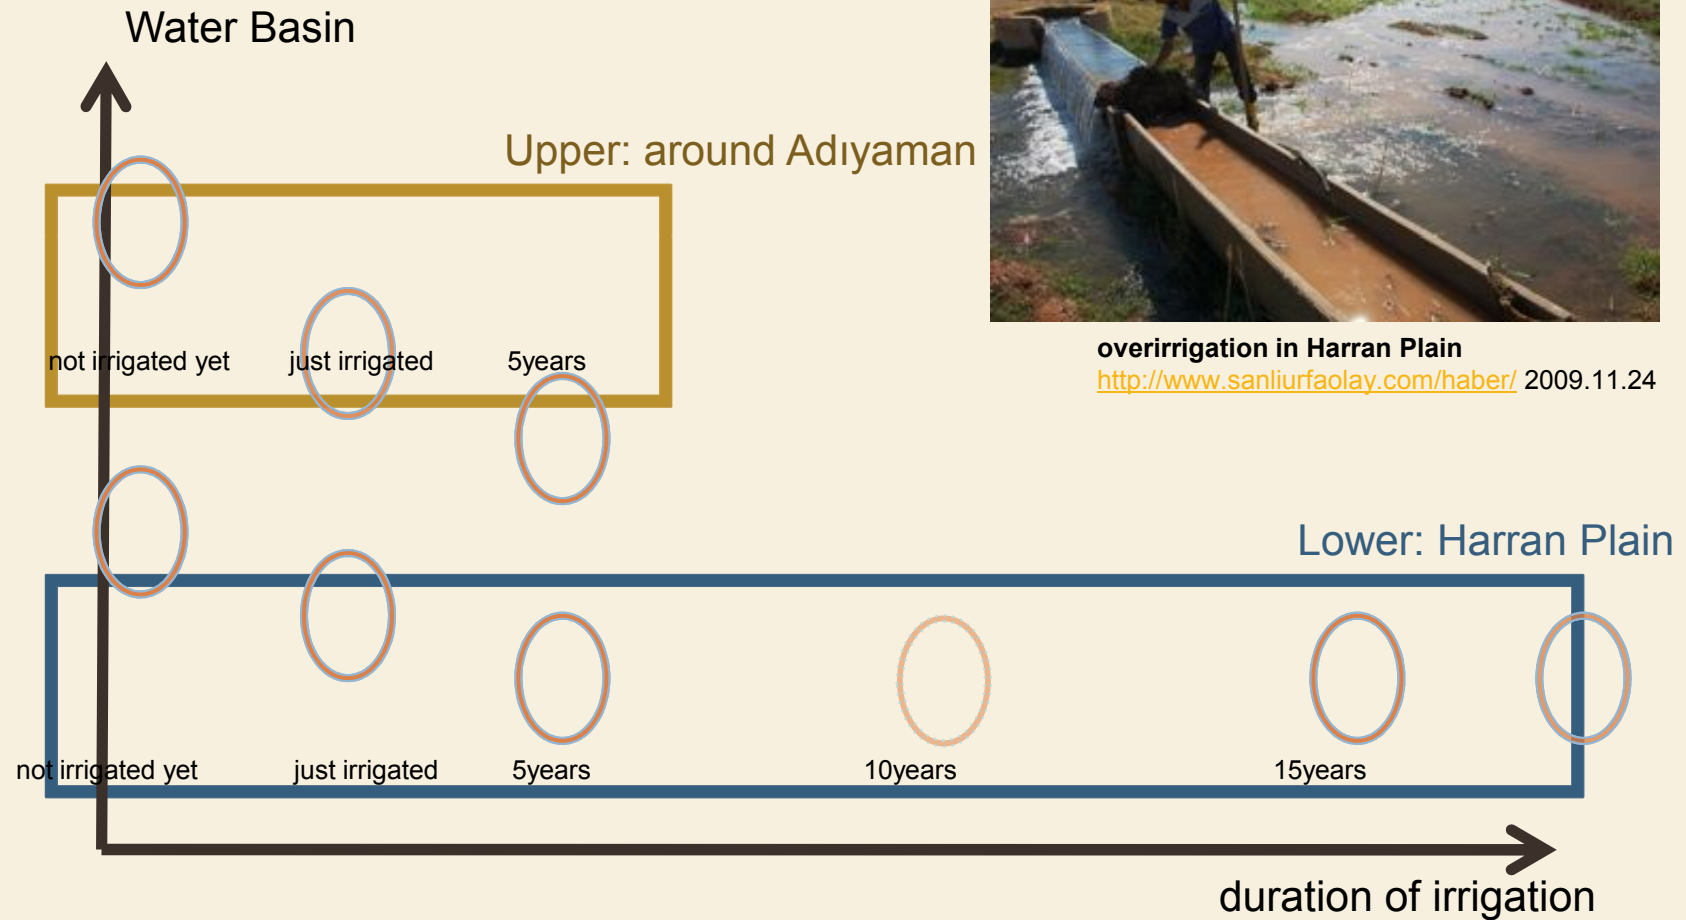 Water Basin
Upper: around Adıyaman
not irrigated yet
just irrigated
5years
overirrigation in Harran Plain
http://www.sanliurfaolay.com/haber/ 2009.11.24
Lower: Harran Plain
not irrigated yet
just irrigated
5years
10years
15years
duration of irrigation